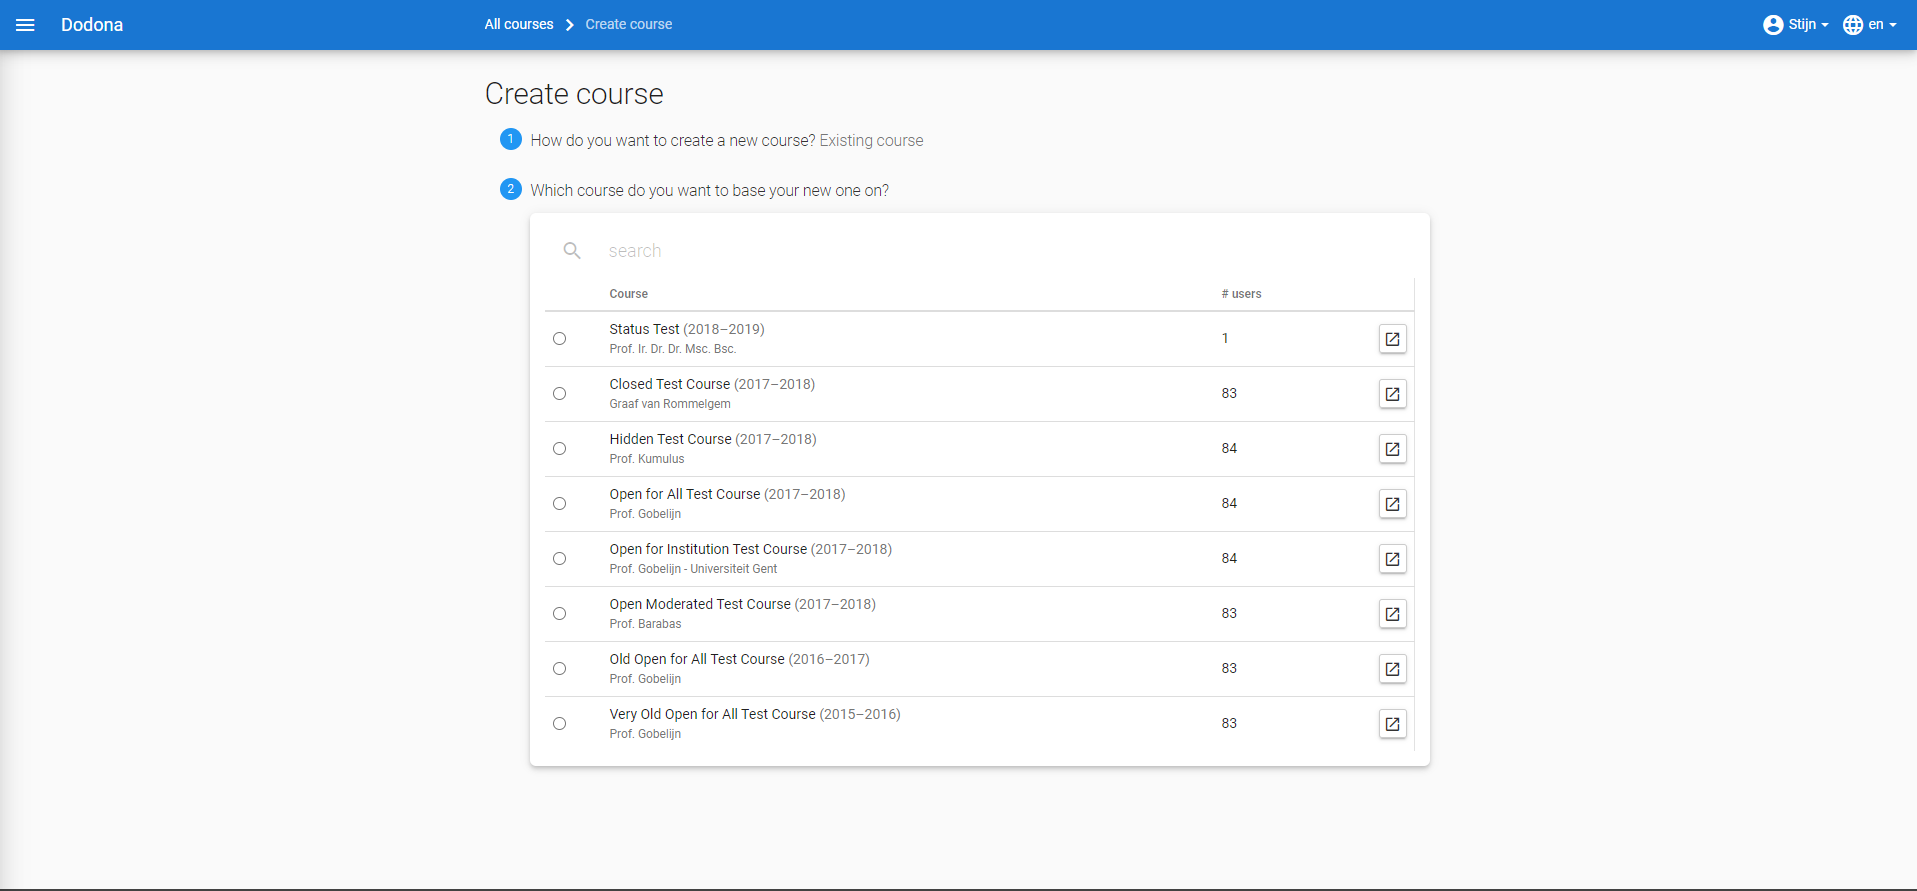 Dodona
All courses Create course
Stijn en
Create course
1 How do you want to create a new course? Existing course
2 Which course do you want to base your new one on?
search
Course # users
Status Test (2018–2019)
Prof. Ir. Dr. Dr. Msc. Bsc.
1
Closed Test Course (2017–2018)
Graaf van Rommelgem
83
Hidden Test Course (2017–2018)
Prof. Kumulus
84
Open for All Test Course (2017–2018)
Prof. Gobelijn
84
Open for Institution Test Course (2017–2018)
Prof. Gobelijn - Universiteit Gent
84
Open Moderated Test Course (2017–2018)
Prof. Barabas
83
Old Open for All Test Course (2016–2017)
Prof. Gobelijn
83
Very Old Open for All Test Course (2015–2016)
Prof. Gobelijn
83